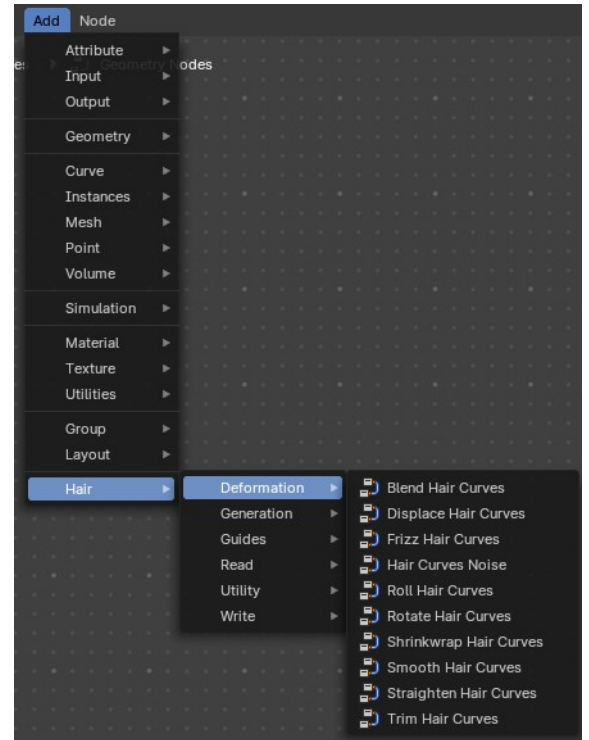 Add Node
Attribute
es Geometry Nodes
Input
Output
Geometry
Curve
Instances
Mesh
Point
Volume
Simulation
Material
Texture
Utilities
Group
Layout
Hair
Deformation
Generation
Guides
Read
Utility
Write
Blend Hair Curves
Displace Hair Curves
Frizz Hair Curves
Hair Curves Noise
Roll Hair Curves
Rotate Hair Curves
Shrinkwrap Hair Curves
Smooth Hair Curves
Straighten Hair Curves
Trim Hair Curves